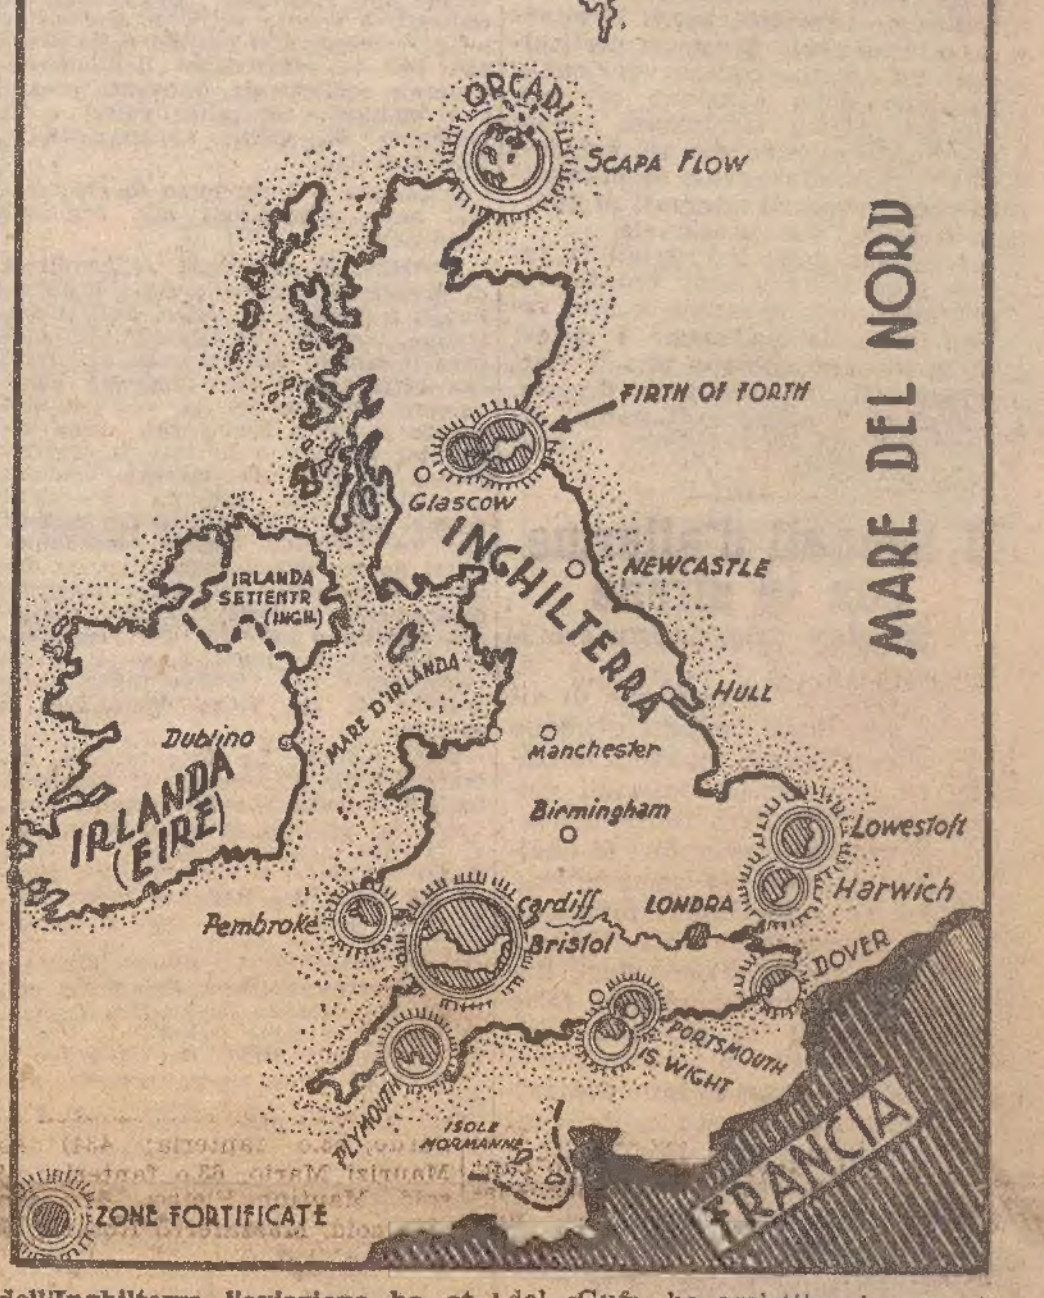 ORCADI
SCAPA FLOW
MARE DEL NORD
FIRTH OF FORTH
Glascow
INGHILTERRA
NEWCASTLE
IRLANDA
SETTENTR
(INGH.)
MARE D'IRLANDA
HULL
Dublino
Manchester
IRLANDA
(EIRE)
Birmingham
Lowestoft
Harwich
Pembroke
Cardiff
LONDRA
Bristol
DOVER
PORTSMOUTH
IS. WIGHT
PLYMOUTH
ISOLE
NORMANNE
FRANCIA
ZONE FORTIFICATE